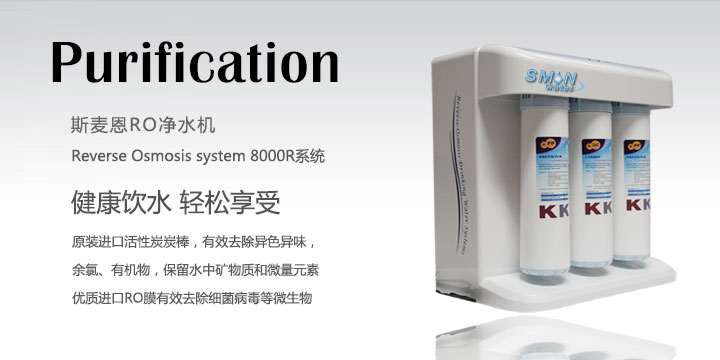 Purification
斯麦恩RO净水机
Reverse Osmosis system 8000R系统
健康饮水 轻松享受
原装进口活性炭炭棒，有效去除异色异味，
余氯、有机物，保留水中矿物质和微量元素
优质进口RO膜有效去除细菌病毒等微生物
SMON
water
Reverse Osmosis Drinking Water Systems
KK
KK
KK